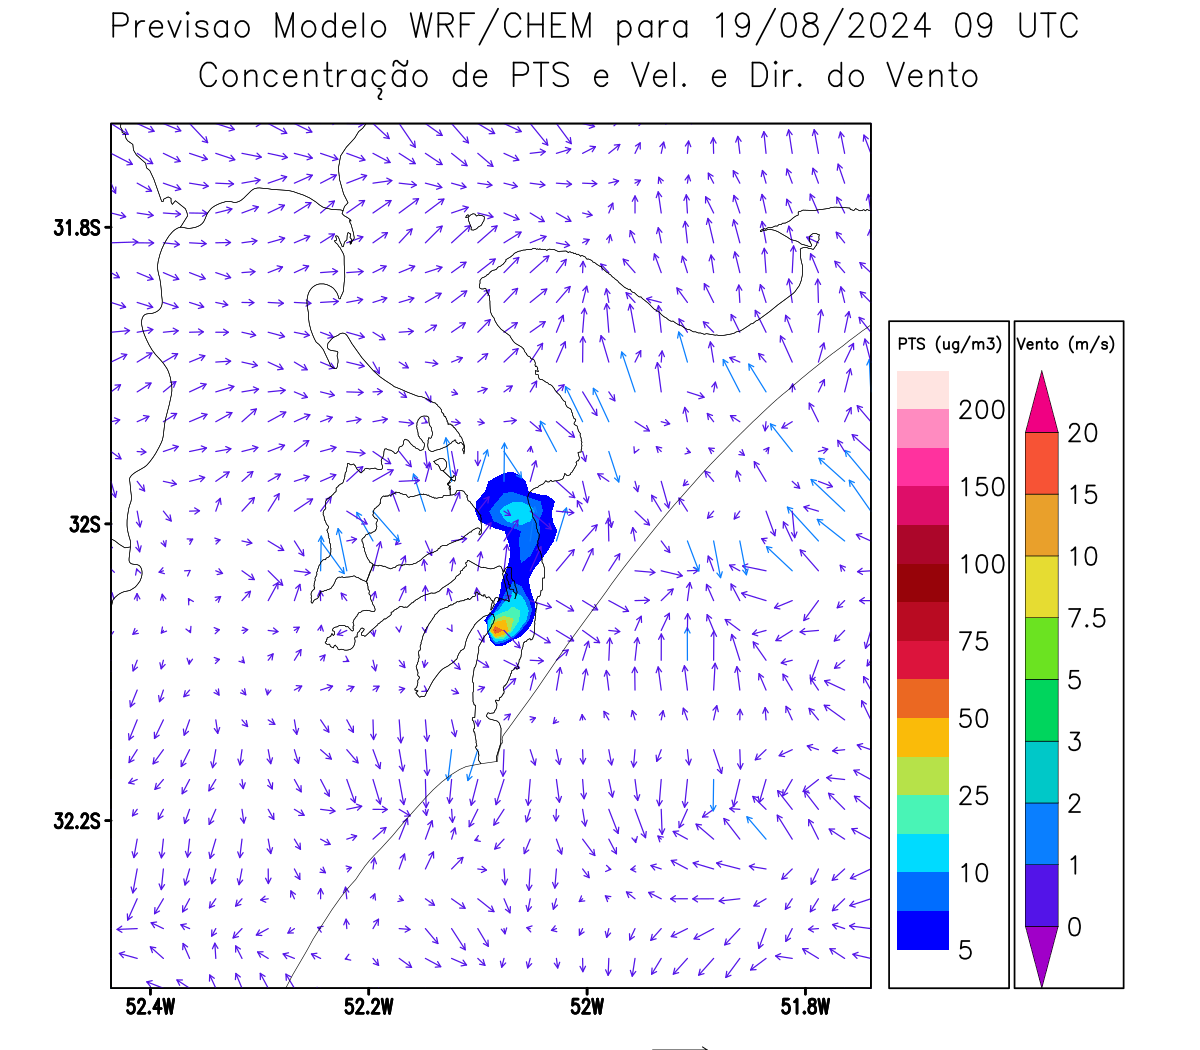 Previsao Modelo WRF/CHEM para 19/08/2024 09 UTC
Concentração de PTS e Vel. e Dir. do Vento
31.8S
32S
32.2S
52.4W
52.2W
52W
51.8W
PTS (ug/m3)
200
150
100
75
50
25
10
5
Vento (m/s)
20
15
10
7.5
5
3
2
1
0